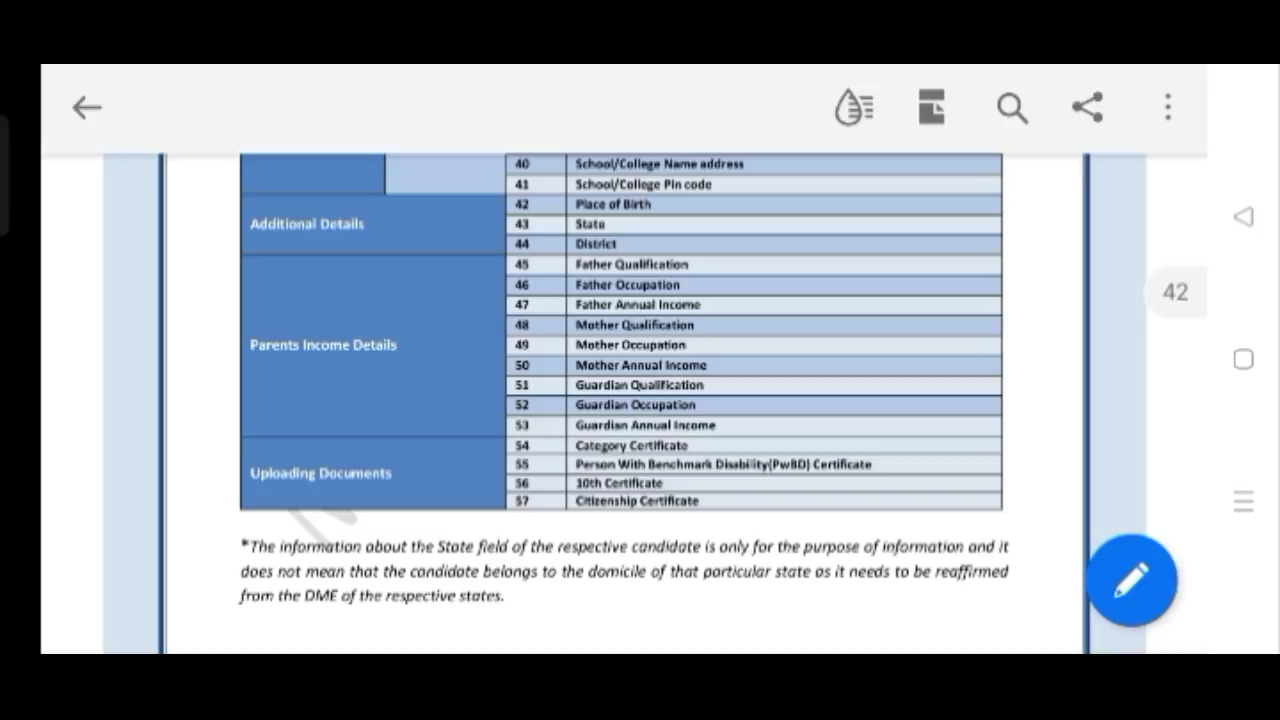 40 School/College Name address
41 School/College Pin code
Additional Details
42 Place of Birth
43 State
44 District
Parents Income Details
45 Father Qualification
46 Father Occupation
47 Father Annual Income
48 Mother Qualification
49 Mother Occupation
50 Mother Annual Income
51 Guardian Qualification
52 Guardian Occupation
53 Guardian Annual Income
Uploading Documents
54 Category Certificate
55 Person With Benchmark Disability(PwBD) Certificate
56 10th Certificate
57 Citizenship Certificate
*The information about the State field of the respective candidate is only for the purpose of information and it
does not mean that the candidate belongs to the domicile of that particular state as it needs to be reaffirmed
from the DME of the respective states.
42